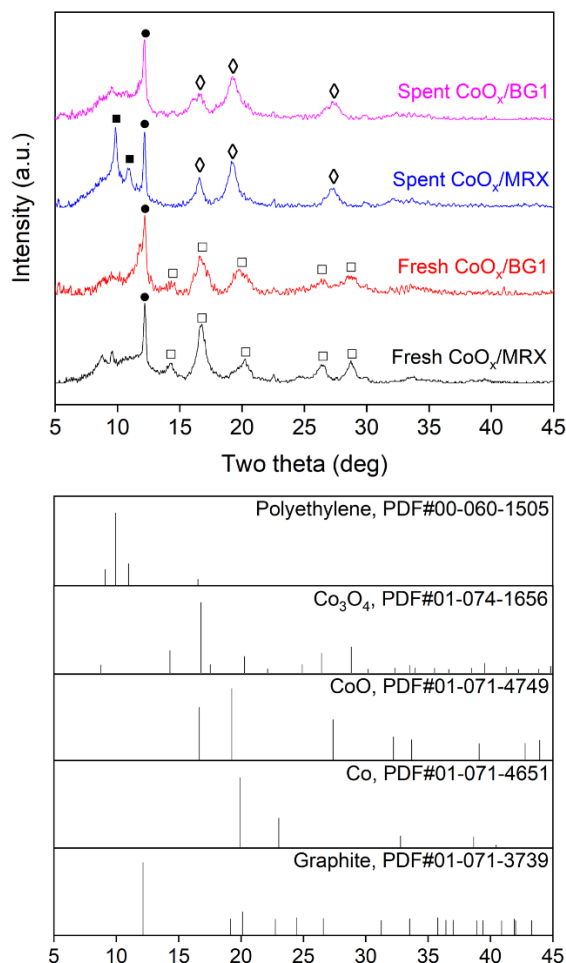 Intensity (a.u.)
Spent CoOₓ/BG1
Spent CoOₓ/MRX
Fresh CoOₓ/BG1
Fresh CoOₓ/MRX
5 10 15 20 25 30 35 40 45
Two theta (deg)
Polyethylene, PDF#00-060-1505
Co₃O₄, PDF#01-074-1656
CoO, PDF#01-071-4749
Co, PDF#01-071-4651
Graphite, PDF#01-071-3739
5 10 15 20 25 30 35 40 45